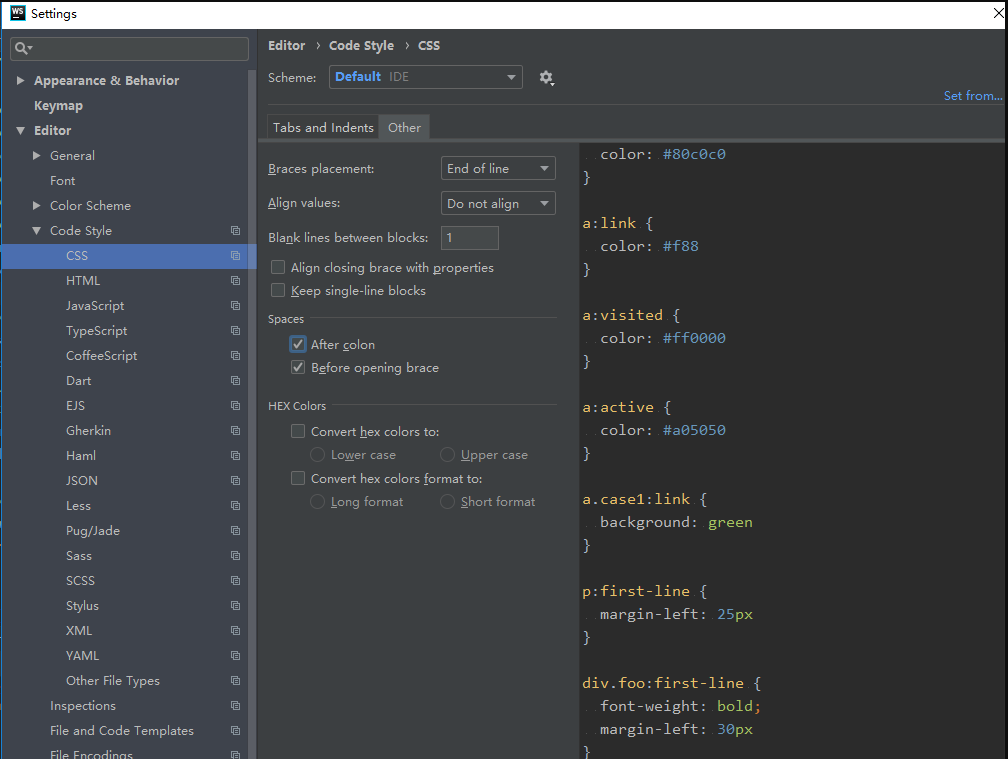 WS Settings
Appearance & Behavior
Keymap
Editor
General
Font
Color Scheme
Code Style
CSS
HTML
JavaScript
TypeScript
CoffeeScript
Dart
EJS
Gherkin
Haml
JSON
Less
Pug/Jade
Sass
SCSS
Stylus
XML
YAML
Other File Types
Inspections
File and Code Templates
File Encodings
Editor › Code Style › CSS
Scheme: Default IDE
Set from...
Tabs and Indents Other
Braces placement: End of line
Align values: Do not align
Blank lines between blocks: 1
Align closing brace with properties
Keep single-line blocks
Spaces
After colon
Before opening brace
HEX Colors
Convert hex colors to:
Lower case Upper case
Convert hex colors format to:
Long format Short format
color: #80c0c0
}
a:link {
color: #f88
}
a:visited {
color: #ff0000
}
a:active {
color: #a05050
}
a.case1:link {
background: green
}
p:first-line {
margin-left: 25px
}
div.foo:first-line {
font-weight: bold;
margin-left: 30px
}